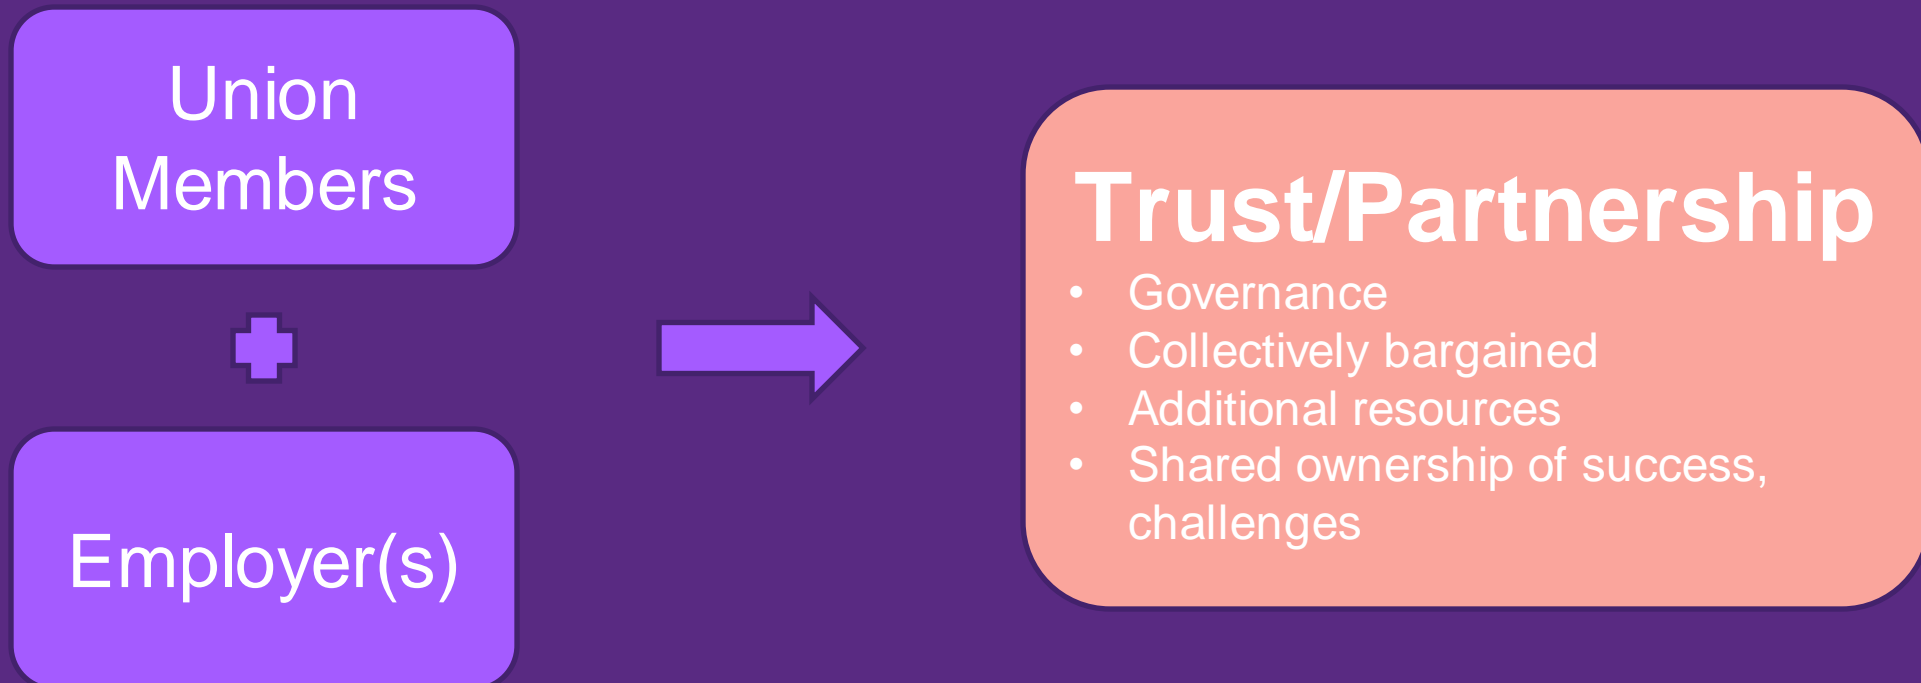 Union
Members
Employer(s)
Trust/Partnership
• Governance
• Collectively bargained
• Additional resources
• Shared ownership of success,
challenges